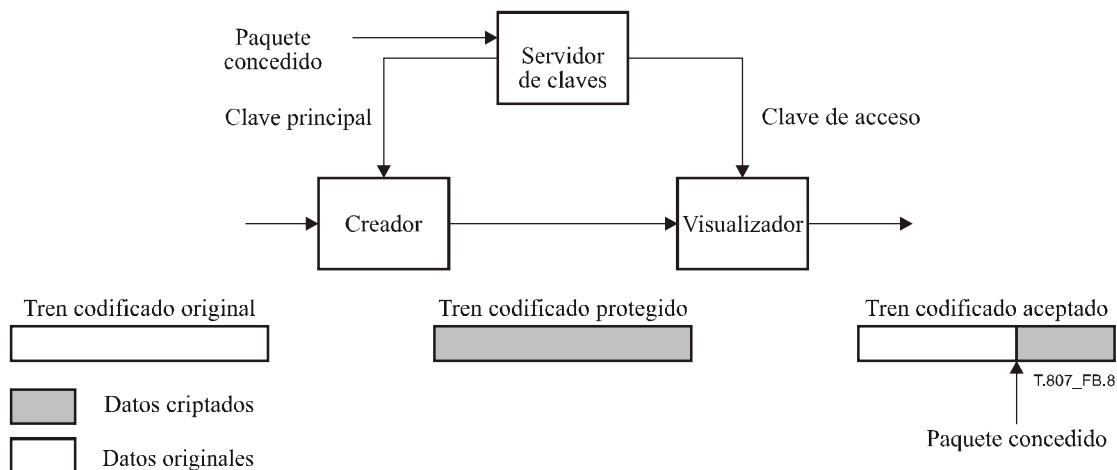 Paquete
concedido
Servidor
de claves
Clave principal
Clave de acceso
Creador
Visualizador
Tren codificado original
Tren codificado protegido
Tren codificado aceptado
T.807_FB.8
Datos criptados
Paquete concedido
Datos originales